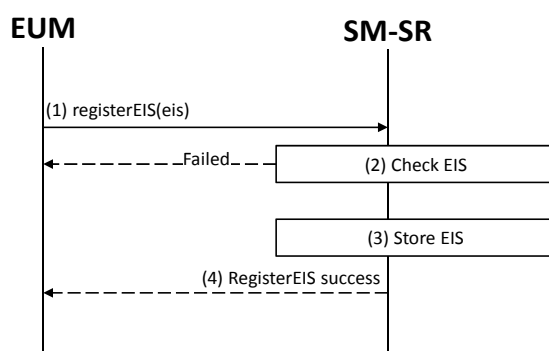 EUM
SM-SR
(1) registerEIS(eis)
Failed
(2) Check EIS
(3) Store EIS
(4) RegisterEIS success